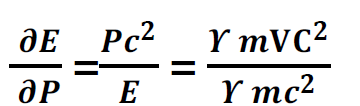 ∂E/∂P = Pc²/E = ϒ mVC²/ϒ mc²